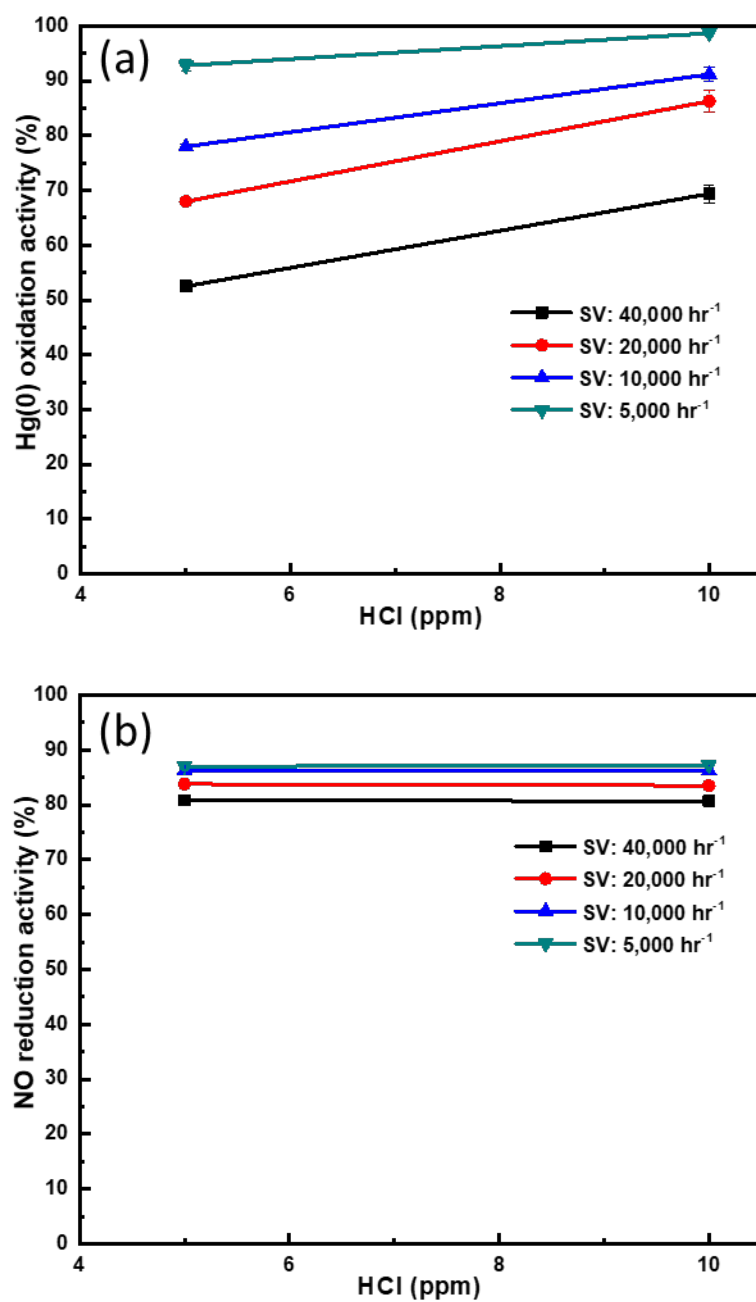 (a)
Hg(0) oxidation activity (%)
100
90
80
70
60
50
40
30
20
10
0
SV: 40,000 hr⁻¹
SV: 20,000 hr⁻¹
SV: 10,000 hr⁻¹
SV: 5,000 hr⁻¹
4
6
8
10
HCl (ppm)
(b)
NO reduction activity (%)
100
90
80
70
60
50
40
30
20
10
0
SV: 40,000 hr⁻¹
SV: 20,000 hr⁻¹
SV: 10,000 hr⁻¹
SV: 5,000 hr⁻¹
4
6
8
10
HCl (ppm)